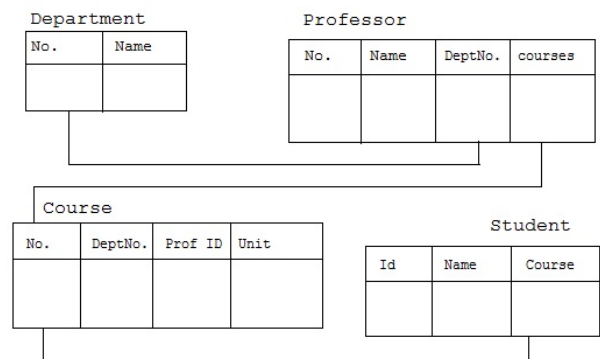 Department
No. Name
Professor
No. Name DeptNo. courses
Course
No. DeptNo. Prof ID Unit
Student
Id Name Course